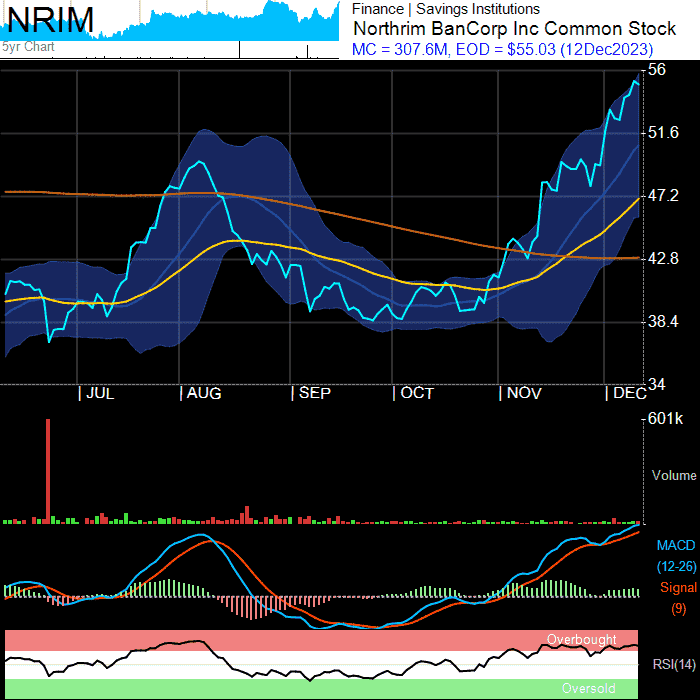 NRIM
5yr Chart
Finance | Savings Institutions
Northrim BanCorp Inc Common Stock
MC = 307.6M, EOD = $55.03 (12Dec2023)
56
51.6
47.2
42.8
38.4
34
| JUL | AUG | SEP | OCT | NOV | DEC
601k
Volume
MACD
(12-26)
Signal
(9)
Overbought
RSI(14)
Oversold